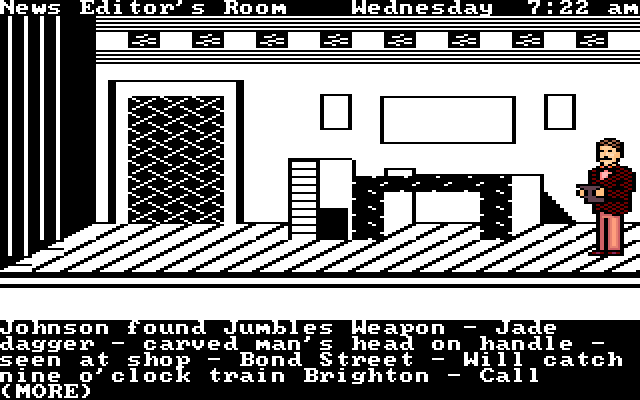 News Editor's Room Wednesday 7:22 am
Johnson found Jumbles Weapon - Jade
dagger - carved man's head on handle -
seen at shop - Bond Street - Will catch
nine o'clock train Brighton - Call
(MORE)